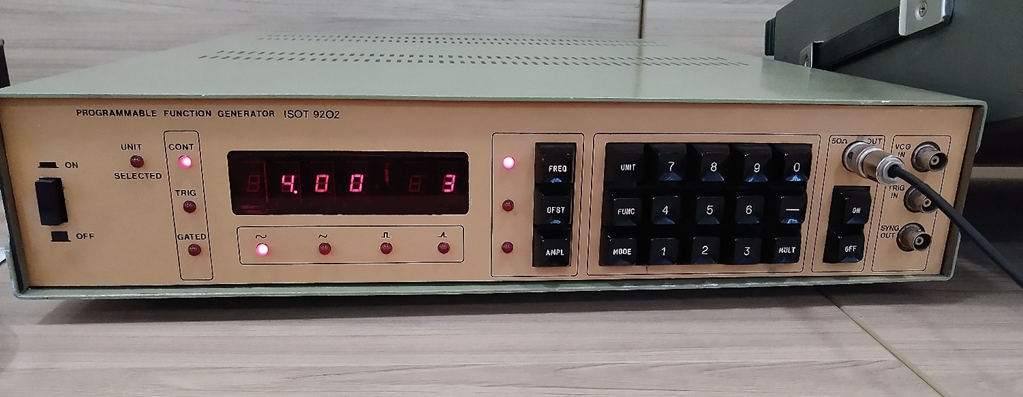 PROGRAMMABLE FUNCTION GENERATOR ISOT 9202
ON
OFF
UNIT
SELECTED
CONT
TRIG
GATED
4.00 3
FREQ
OFST
AMPL
UNIT 7 8 9 0
FUNC 4 5 6 —
MODE 1 2 3 MULT
50Ω OUT
ON
OFF
VCG
IN
TRIG
IN
SYNC
OUT